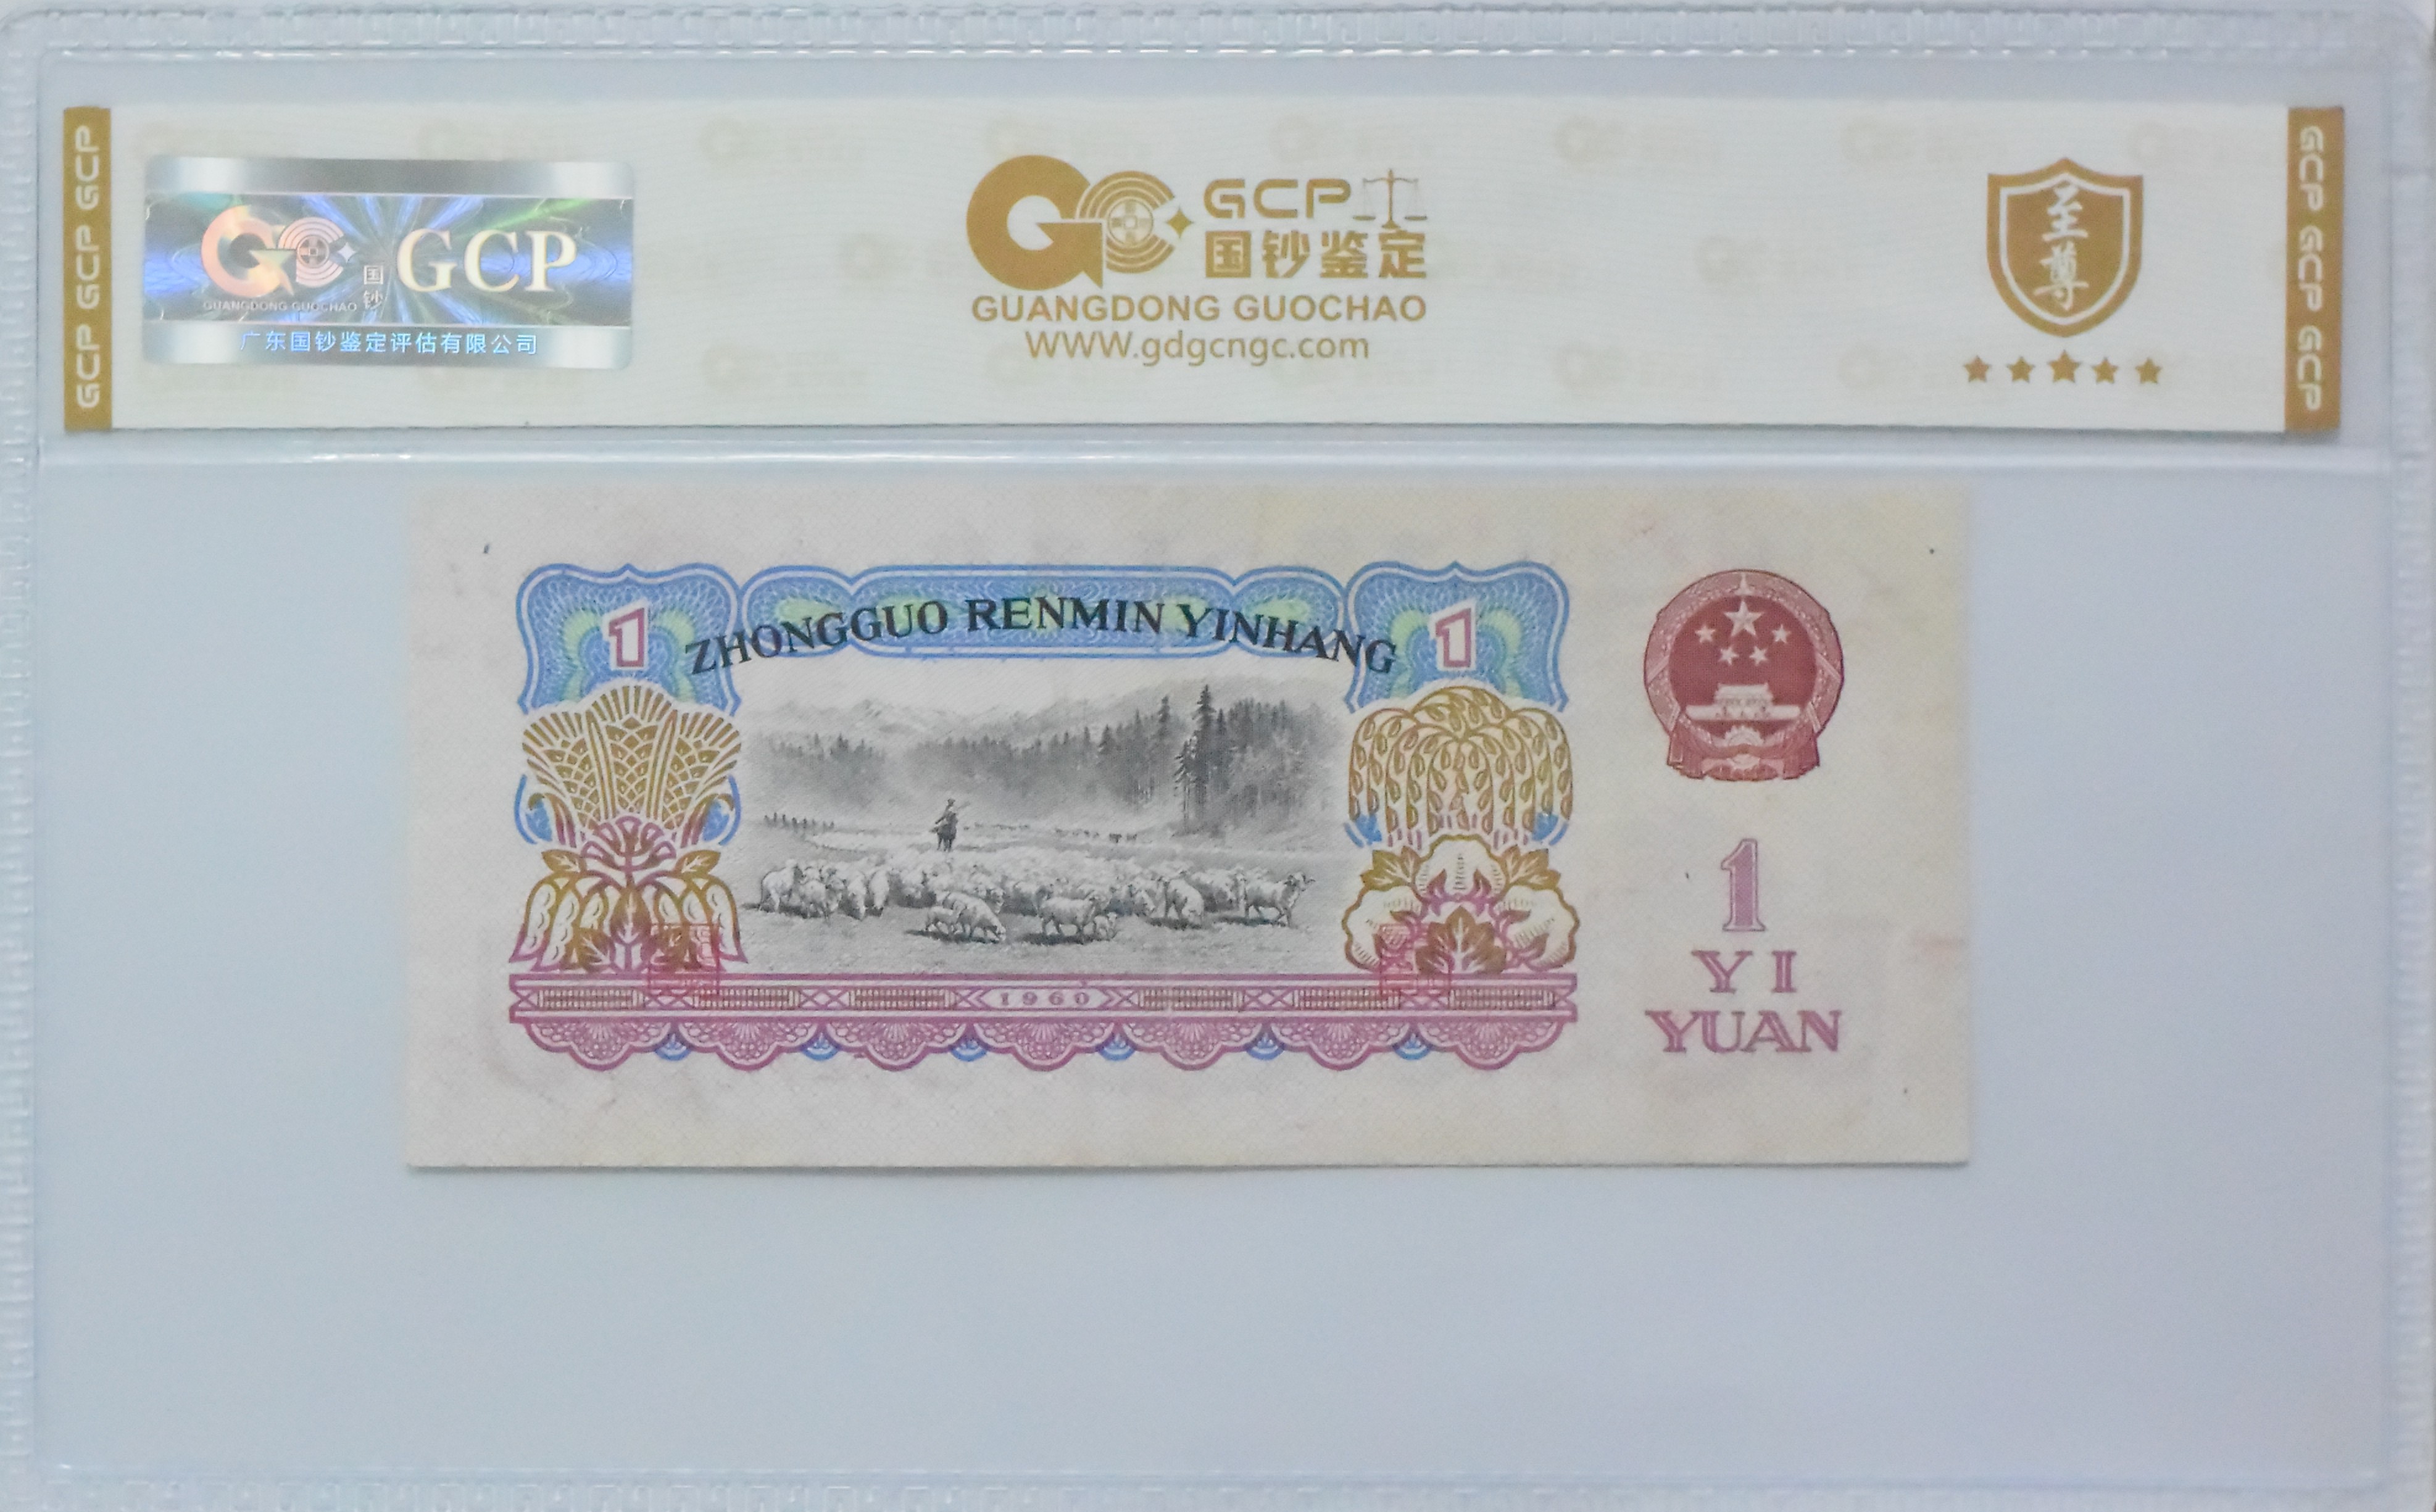 GCP GCP GCP
GUANGDONG GUOCHAO
国钞
GCP
广东国钞鉴定评估有限公司
GCP
国钞鉴定
GUANGDONG GUOCHAO
www.gdgcngc.com
至尊
GCP GCP GCP
1
ZHONGGUO RENMIN YINHANG
1
1960
1
YI
YUAN